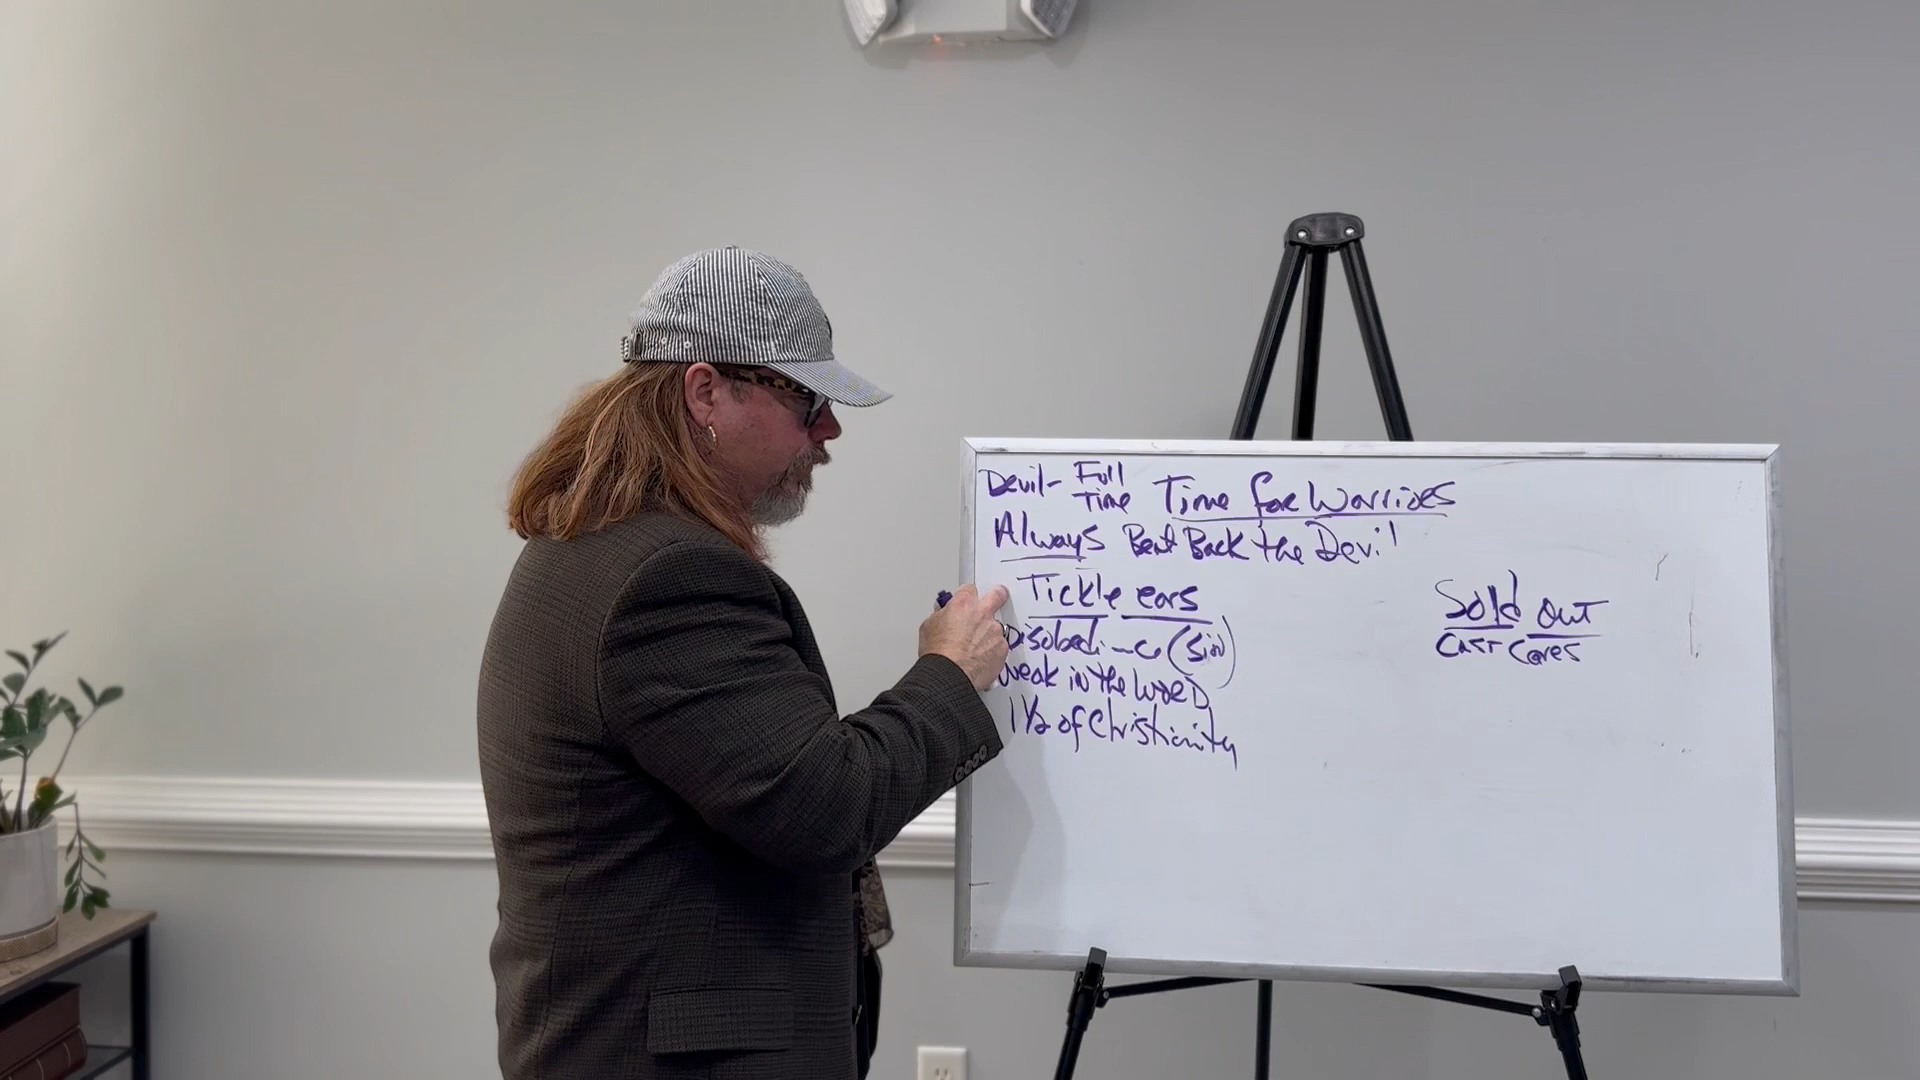 Devil- Full Time Time for Warriors
Always Beat Back the Devil
Tickle ears
(Sin)
Weak in the Word
1/2 of Christianity
Sold out
Cast Cares